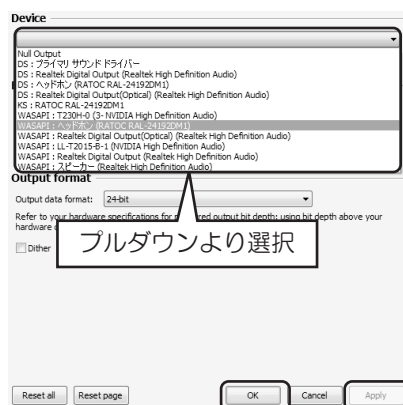 Device
Null Output
DS : プライマリ サウンド ドライバー
DS : Realtek Digital Output (Realtek High Definition Audio)
DS : ヘッドホン (RATOC RAL-24192DM1)
DS : Realtek Digital Output(Optical) (Realtek High Definition Audio)
KS : RATOC RAL-24192DM1
WASAPI : T230H-0 (3- NVIDIA High Definition Audio)
WASAPI : ヘッドホン (RATOC RAL-24192DM1)
WASAPI : Realtek Digital Output(Optical) (Realtek High Definition Audio)
WASAPI : LL-T2015-B-1 (NVIDIA High Definition Audio)
WASAPI : Realtek Digital Output (Realtek High Definition Audio)
WASAPI : スピーカー (Realtek High Definition Audio)
Output format
Output data format: 24-bit
Refer to your hardware specifications for output bit depth; using bit depth above your
hardware
Dither
プルダウンより選択
Reset all Reset page OK Cancel Apply